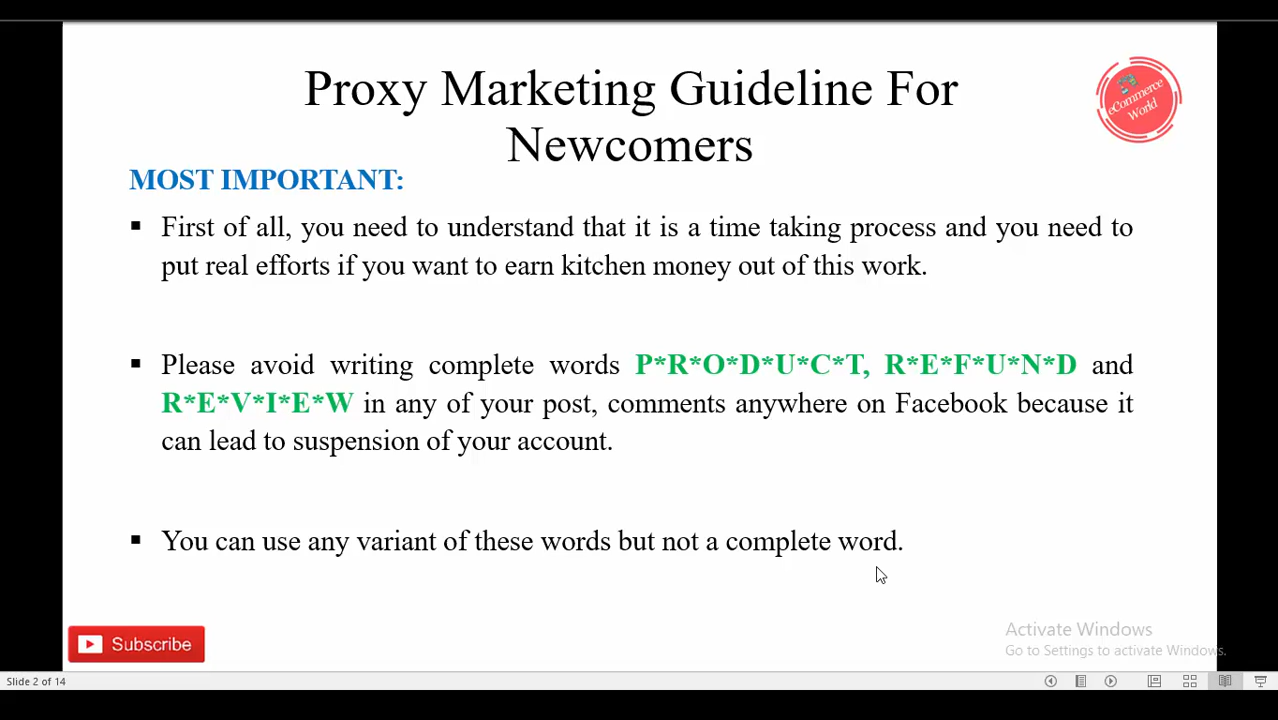 Proxy Marketing Guideline For
Newcomers
eCommerce
World
MOST IMPORTANT:
▪ First of all, you need to understand that it is a time taking process and you need to
put real efforts if you want to earn kitchen money out of this work.
▪ Please avoid writing complete words P*R*O*D*U*C*T, R*E*F*U*N*D and
R*E*V*I*E*W in any of your post, comments anywhere on Facebook because it
can lead to suspension of your account.
▪ You can use any variant of these words but not a complete word.
Subscribe
Activate Windows
Go to Settings to activate Windows.
Slide 2 of 14